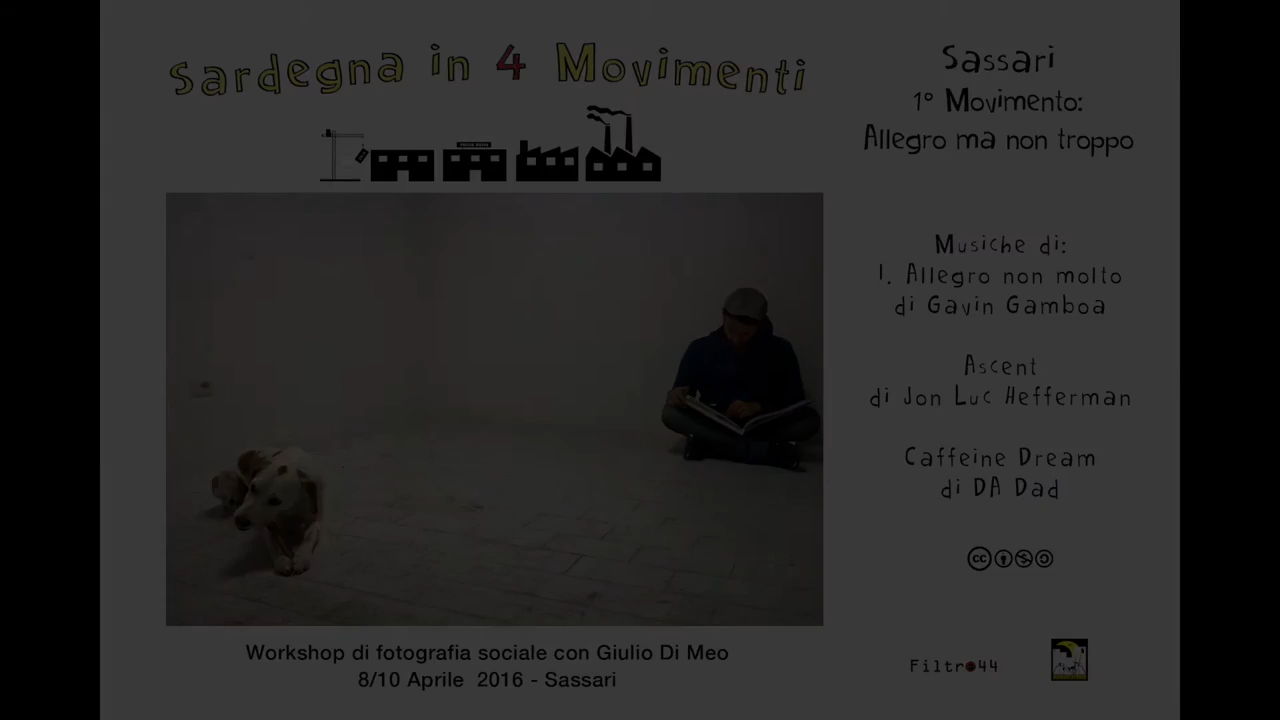 Sardegna in 4 Movimenti
Sassari
1° Movimento:
Allegro ma non troppo
Musiche di:
1. Allegro non molto
di Gavin Gamboa
Ascent
di Jon Luc Hefferman
Caffeine Dream
di DA Dad
cc
Workshop di fotografia sociale con Giulio Di Meo
8/10 Aprile 2016 - Sassari
Filtro44